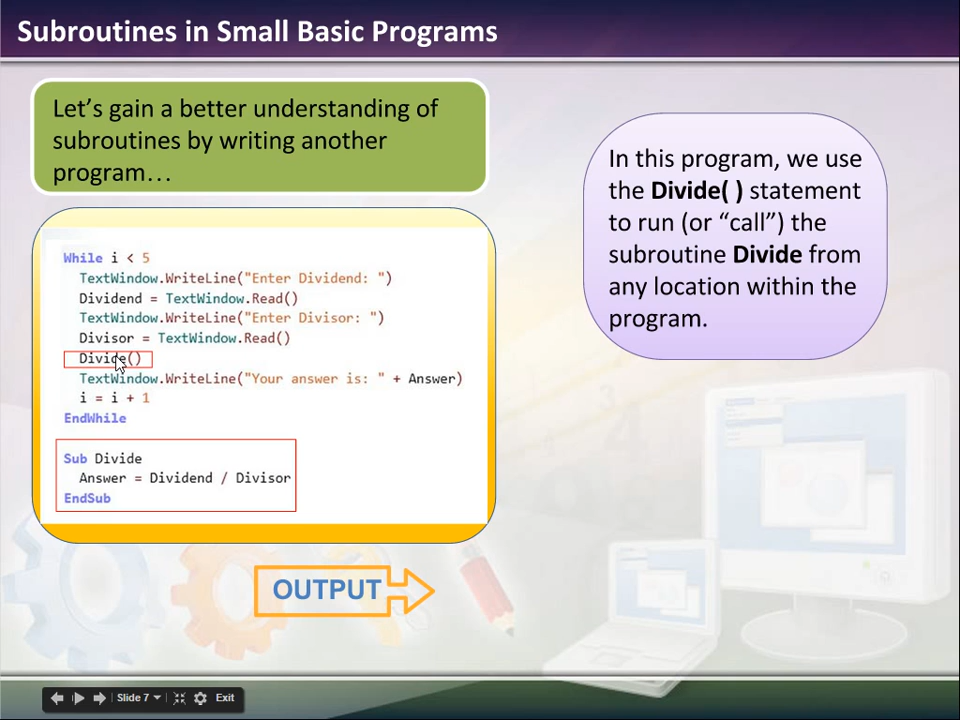 Subroutines in Small Basic Programs
Let's gain a better understanding of
subroutines by writing another
program…
While i < 5
TextWindow.WriteLine("Enter Dividend: ")
Dividend = TextWindow.Read()
TextWindow.WriteLine("Enter Divisor: ")
Divisor = TextWindow.Read()
Divide()
TextWindow.WriteLine("Your answer is: " + Answer)
i = i + 1
EndWhile
Sub Divide
Answer = Dividend / Divisor
EndSub
In this program, we use
the Divide( ) statement
to run (or “call”) the
subroutine Divide from
any location within the
program.
OUTPUT
Slide 7
Exit